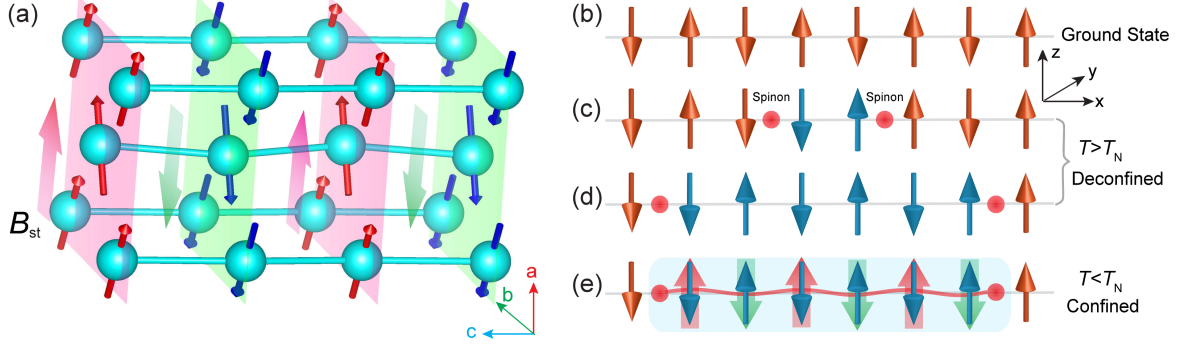 (a)
B_st
a
b
c
(b)
Ground State
z
y
x
(c)
Spinon
Spinon
T>T_N
Deconfined
(d)
(e)
T<T_N
Confined